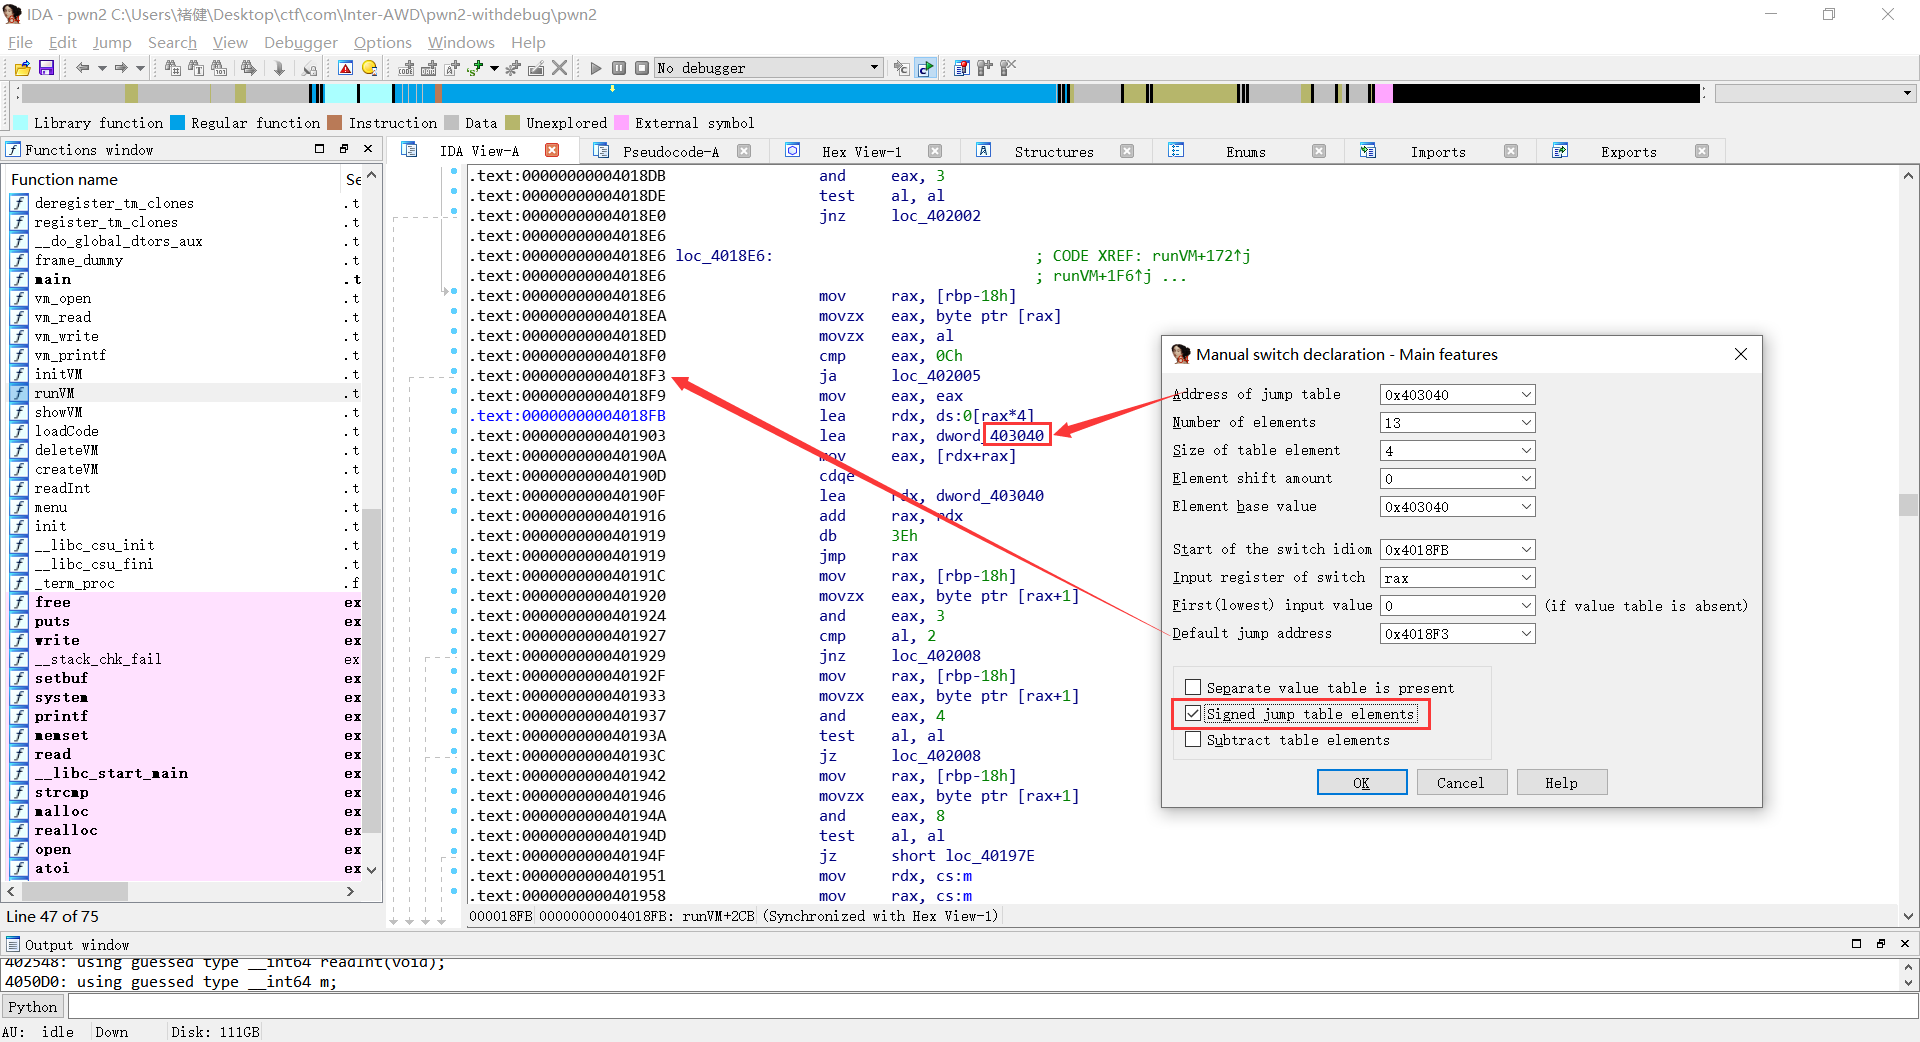 IDA - pwn2 C:\Users\褚健\Desktop\ctf\com\Inter-AWD\pwn2-withdebug\pwn2
File Edit Jump Search View Debugger Options Windows Help
No debugger
Library function Regular function Instruction Data Unexplored External symbol
Functions window
Function name Se
deregister_tm_clones .t
register_tm_clones .t
__do_global_dtors_aux .t
frame_dummy .t
main .t
vm_open .t
vm_read .t
vm_write .t
vm_printf .t
initVM .t
runVM .t
showVM .t
loadCode .t
deleteVM .t
createVM .t
readInt .t
menu .t
init .t
__libc_csu_init .t
__libc_csu_fini .t
_term_proc .f
free ex
puts ex
write ex
__stack_chk_fail ex
setbuf ex
system ex
printf ex
memset ex
read ex
__libc_start_main ex
strcmp ex
malloc ex
realloc ex
open ex
atoi ex
Line 47 of 75
IDA View-A Pseudocode-A Hex View-1 Structures Enums Imports Exports
.text:00000000004018DB and eax, 3
.text:00000000004018DE test al, al
.text:00000000004018E0 jnz loc_402002
.text:00000000004018E6
.text:00000000004018E6 loc_4018E6: ; CODE XREF: runVM+172↑j
.text:00000000004018E6 ; runVM+1F6↑j ...
.text:00000000004018E6 mov rax, [rbp-18h]
.text:00000000004018EA movzx eax, byte ptr [rax]
.text:00000000004018ED movzx eax, al
.text:00000000004018F0 cmp eax, 0Ch
.text:00000000004018F3 ja loc_402005
.text:00000000004018F9 mov eax, eax
.text:00000000004018FB lea rdx, ds:0[rax*4]
.text:0000000000401903 lea rax, dword_403040
.text:000000000040190A mov eax, [rdx+rax]
.text:000000000040190D cdqe
.text:000000000040190F lea rdx, dword_403040
.text:0000000000401916 add rax, rdx
.text:0000000000401919 db 3Eh
.text:0000000000401919 jmp rax
.text:000000000040191C mov rax, [rbp-18h]
.text:0000000000401920 movzx eax, byte ptr [rax+1]
.text:0000000000401924 and eax, 3
.text:0000000000401927 cmp al, 2
.text:0000000000401929 jnz loc_402008
.text:000000000040192F mov rax, [rbp-18h]
.text:0000000000401933 movzx eax, byte ptr [rax+1]
.text:0000000000401937 and eax, 4
.text:000000000040193A test al, al
.text:000000000040193C jz loc_402008
.text:0000000000401942 mov rax, [rbp-18h]
.text:0000000000401946 movzx eax, byte ptr [rax+1]
.text:000000000040194A and eax, 8
.text:000000000040194D test al, al
.text:000000000040194F jz short loc_40197E
.text:0000000000401951 mov rdx, cs:m
.text:0000000000401958 mov rax, cs:m
000018FB 00000000004018FB: runVM+2CB (Synchronized with Hex View-1)
Manual switch declaration - Main features
Address of jump table 0x403040
Number of elements 13
Size of table element 4
Element shift amount 0
Element base value 0x403040
Start of the switch idiom 0x4018FB
Input register of switch rax
First(lowest) input value 0 (if value table is absent)
Default jump address 0x4018F3
Separate value table is present
Signed jump table elements
Subtract table elements
OK Cancel Help
Output window
402548: using guessed type __int64 readInt(void);
4050D0: using guessed type __int64 m;
Python
AU: idle Down Disk: 111GB